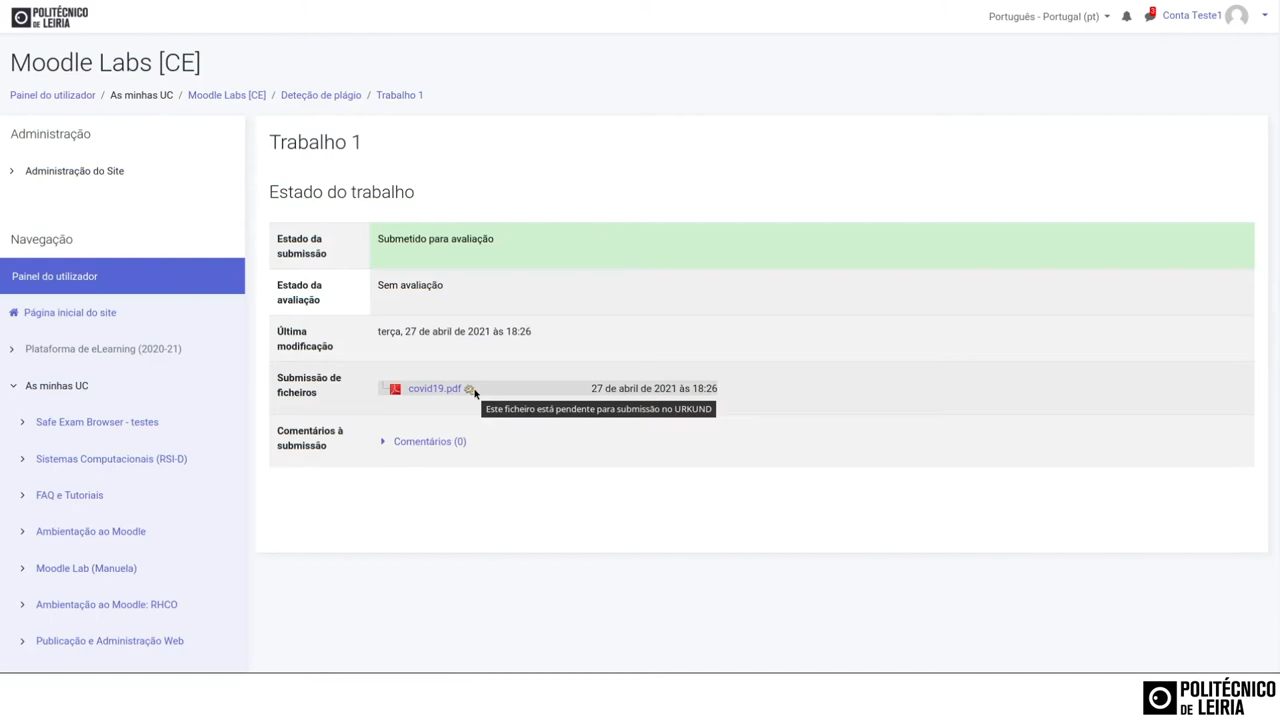 POLITÉCNICO
DE LEIRIA
Português - Portugal (pt)
3
Conta Teste1
Moodle Labs [CE]
Painel do utilizador / As minhas UC / Moodle Labs [CE] / Deteção de plágio / Trabalho 1
Administração
Administração do Site
Navegação
Painel do utilizador
Página inicial do site
Plataforma de eLearning (2020-21)
As minhas UC
Safe Exam Browser - testes
Sistemas Computacionais (RSI-D)
FAQ e Tutoriais
Ambientação ao Moodle
Moodle Lab (Manuela)
Ambientação ao Moodle: RHCO
Publicação e Administração Web
Trabalho 1
Estado do trabalho
Estado da
submissão
Submetido para avaliação
Estado da
avaliação
Sem avaliação
Última
modificação
terça, 27 de abril de 2021 às 18:26
Submissão de
ficheiros
covid19.pdf
27 de abril de 2021 às 18:26
Este ficheiro está pendente para submissão no URKUND
Comentários à
submissão
Comentários (0)
POLITÉCNICO
DE LEIRIA